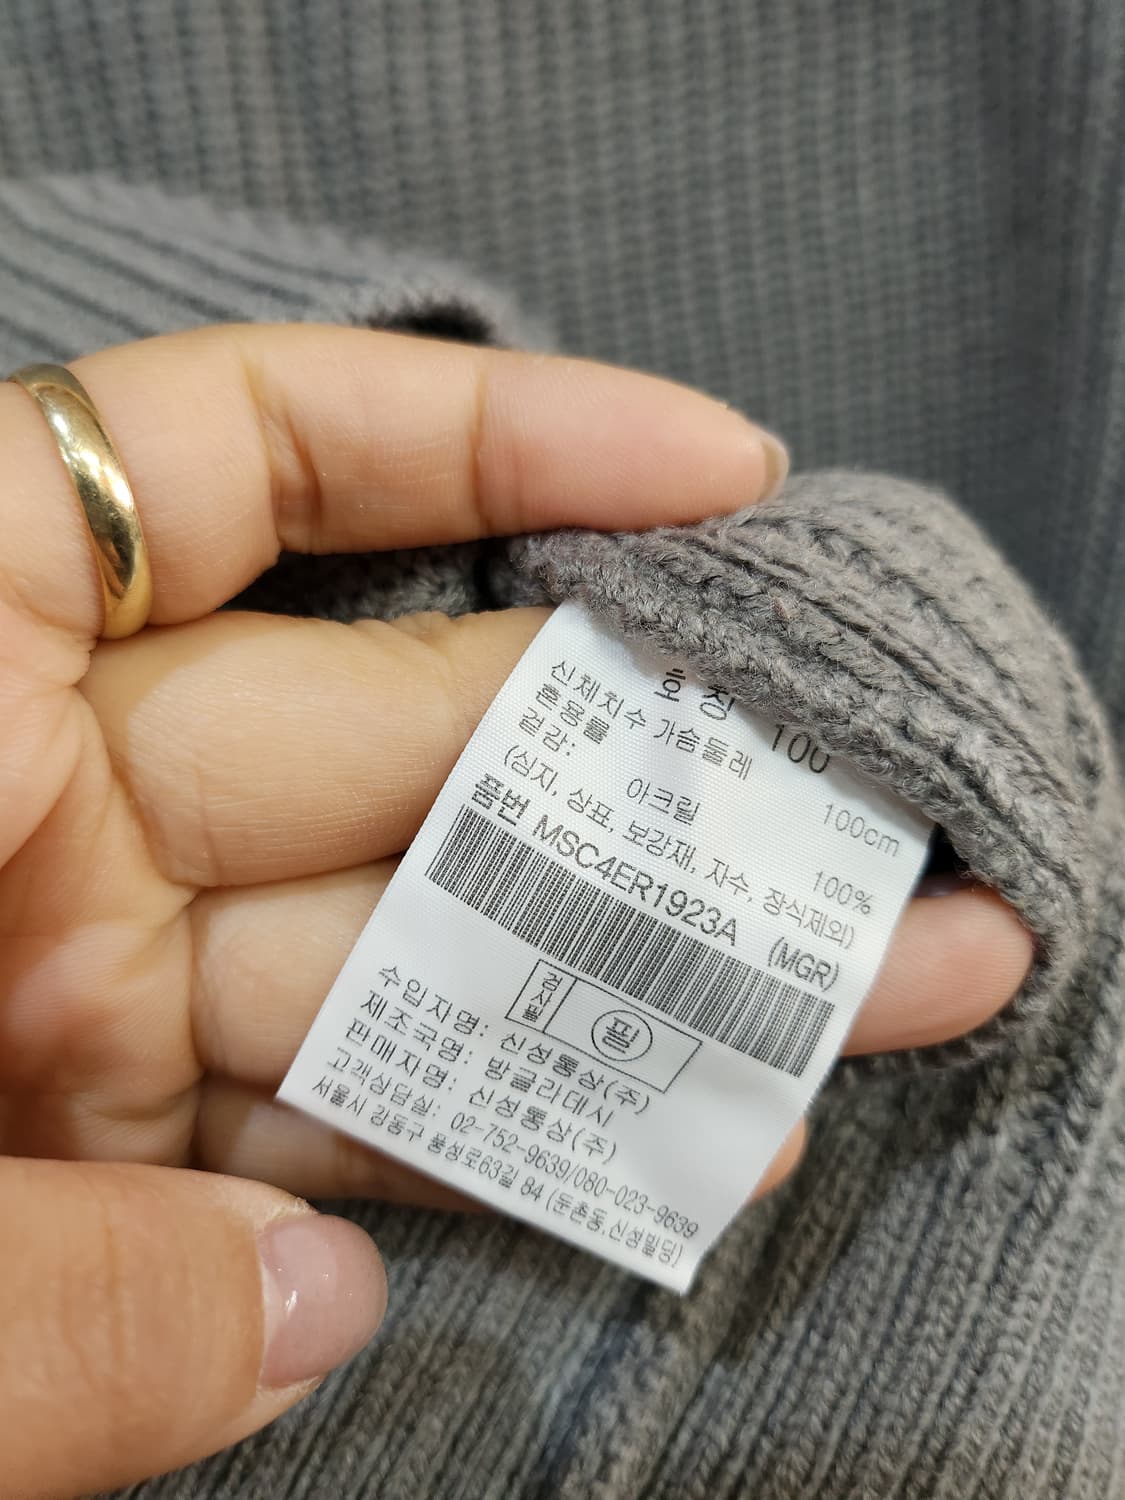 호칭 100
신체치수 가슴둘레 100cm
혼용률
겉감: 아크릴 100%
(심지, 상표, 보강재, 자수, 장식제외)
품번 MSC4ER1923A (MGR)
검사필 필
수입자명: 신성통상(주)
제조국명: 방글라데시
판매자명: 신성통상(주)
고객상담실: 02-752-9639/080-023-9639
서울시 강동구 풍성로63길 84 (둔촌동,신성빌딩)